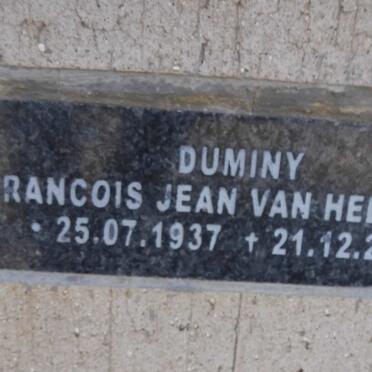 DUMINY
RANCOIS JEAN VAN HE
• 25.07.1937 ✝ 21.12.2